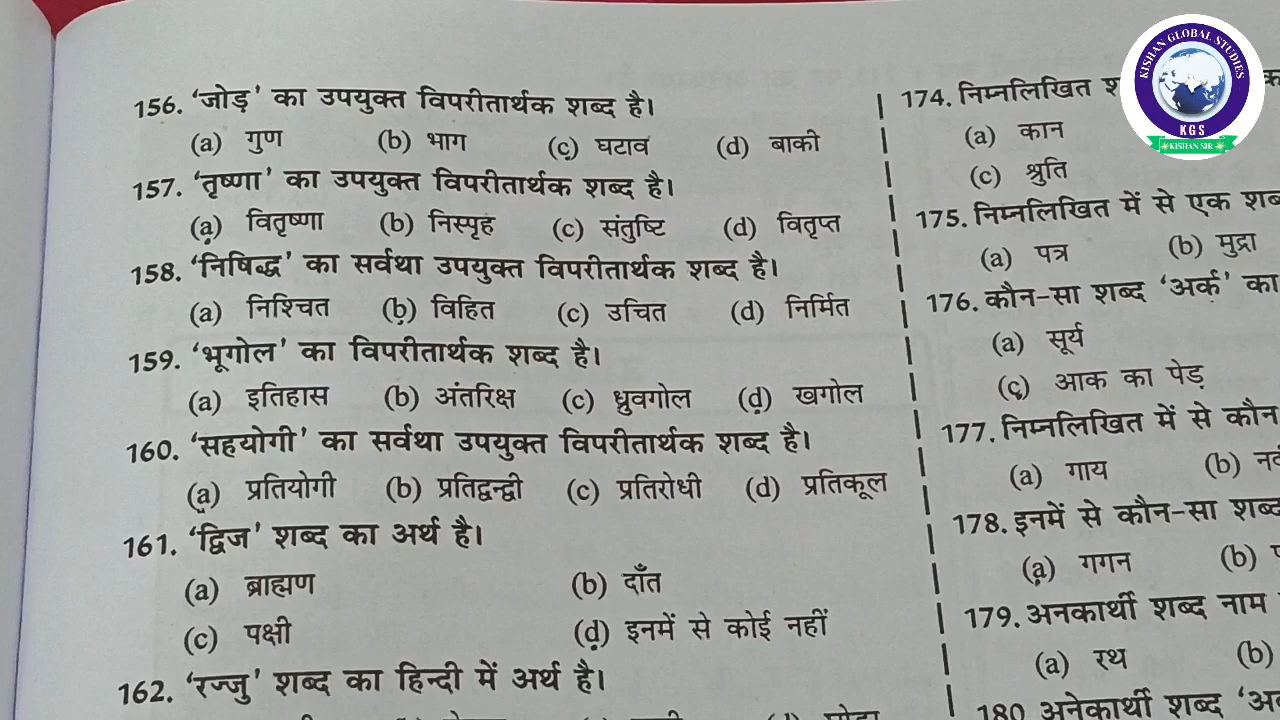 156. ‘जोड़’ का उपयुक्त विपरीतार्थक शब्द है।
(a) गुण (b) भाग (c) घटाव (d) बाकी
157. ‘तृष्णा’ का उपयुक्त विपरीतार्थक शब्द है।
(a) वितृष्णा (b) निस्पृह (c) संतुष्टि (d) वितृप्त
158. ‘निषिद्ध’ का सर्वथा उपयुक्त विपरीतार्थक शब्द है।
(a) निश्चित (b) विहित (c) उचित (d) निर्मित
159. ‘भूगोल’ का विपरीतार्थक शब्द है।
(a) इतिहास (b) अंतरिक्ष (c) ध्रुवगोल (d) खगोल
160. ‘सहयोगी’ का सर्वथा उपयुक्त विपरीतार्थक शब्द है।
(a) प्रतियोगी (b) प्रतिद्वन्द्वी (c) प्रतिरोधी (d) प्रतिकूल
161. ‘द्विज’ शब्द का अर्थ है।
(a) ब्राह्मण (b) दाँत
(c) पक्षी (d) इनमें से कोई नहीं
162. ‘रज्जु’ शब्द का हिन्दी में अर्थ है।
174. निम्नलिखित
(a) कान
(c) श्रुति
175. निम्नलिखित में से एक
(a) पत्र (b) मुद्रा
176. कौन-सा शब्द ‘अर्क’ का
(a) सूर्य
(c) आक का पेड़
177. निम्नलिखित में से कौन
(a) गाय (b)
178. इनमें से कौन-सा
(a) गगन (b)
179. अनकार्थी शब्द नाम
(a) रथ (b)
180 अनेकार्थी शब्द
KISHAN GLOBAL STUDIES
KGS
KISHAN SIR